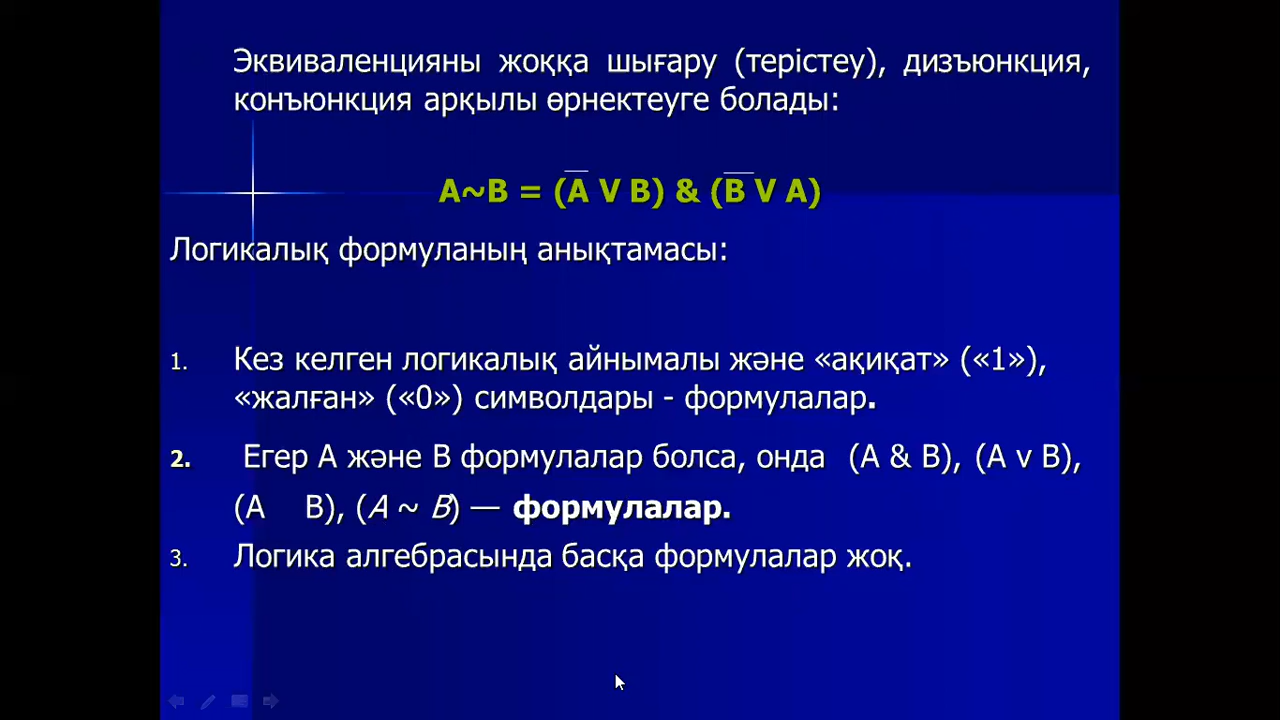 Эквиваленцияны жоққа шығару (терістеу), дизъюнкция,
конъюнкция арқылы өрнектеуге болады:
A~B = (A̅ V B) & (B̅ V A)
Логикалық формуланың анықтамасы:
1. Кез келген логикалық айнымалы және «ақиқат» («1»),
«жалған» («0») символдары - формулалар.
2. Егер А және В формулалар болса, онда (А & В), (А v В),
(А В), (А ~ В) — формулалар.
3. Логика алгебрасында басқа формулалар жоқ.